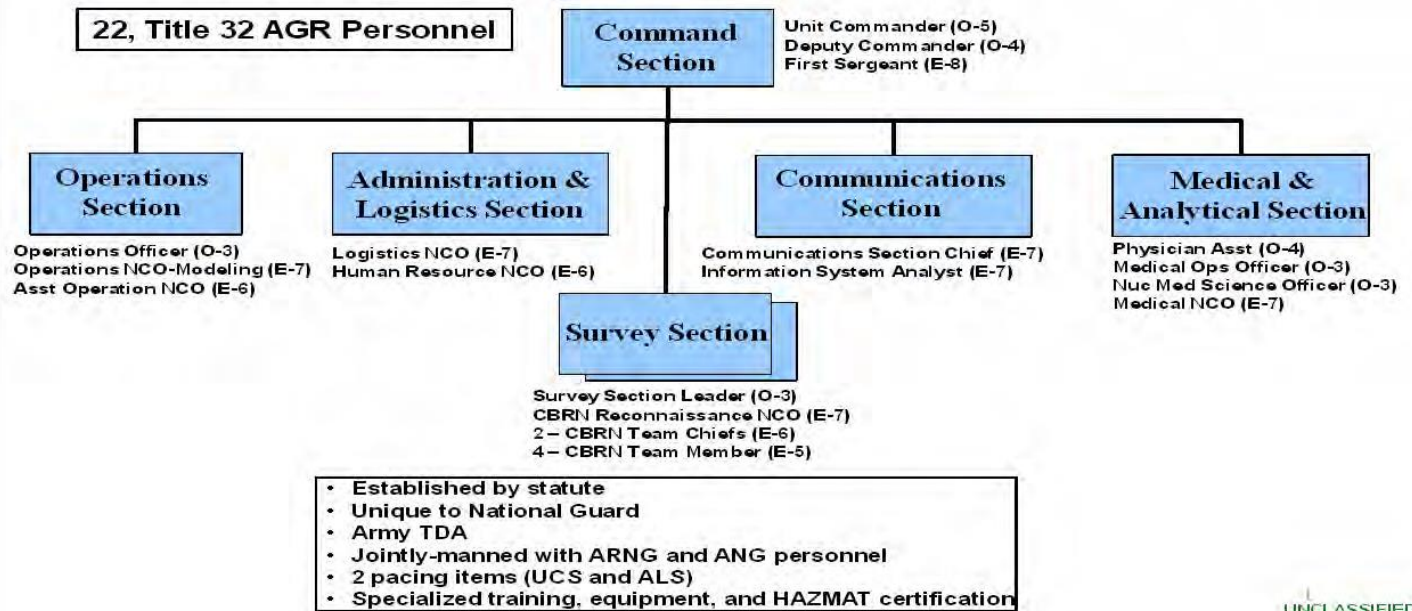 22, Title 32 AGR Personnel
Command
Section
Unit Commander (O-5)
Deputy Commander (O-4)
First Sergeant (E-8)
Operations
Section
Operations Officer (O-3)
Operations NCO-Modeling (E-7)
Asst Operation NCO (E-6)
Administration &
Logistics Section
Logistics NCO (E-7)
Human Resource NCO (E-6)
Communications
Section
Communications Section Chief (E-7)
Information System Analyst (E-7)
Medical &
Analytical Section
Physician Asst (O-4)
Medical Ops Officer (O-3)
Nuc Med Science Officer (O-3)
Medical NCO (E-7)
Survey Section
Survey Section Leader (O-3)
CBRN Reconnaissance NCO (E-7)
2 – CBRN Team Chiefs (E-6)
4 – CBRN Team Member (E-5)
• Established by statute
• Unique to National Guard
• Army TDA
• Jointly-manned with ARNG and ANG personnel
• 2 pacing items (UCS and ALS)
• Specialized training, equipment, and HAZMAT certification
UNCLASSIFIED